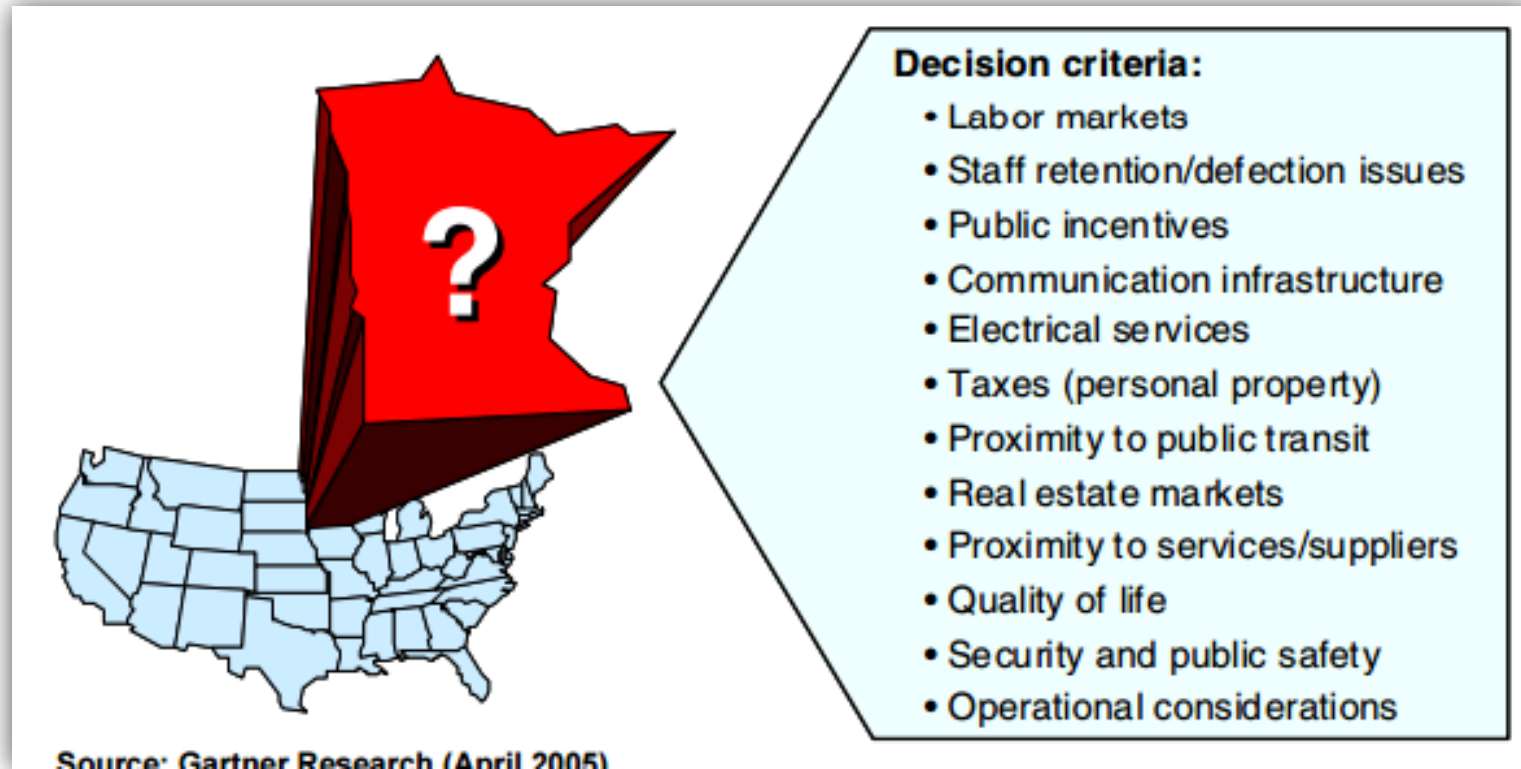 ?
Decision criteria:
• Labor markets
• Staff retention/defection issues
• Public incentives
• Communication infrastructure
• Electrical services
• Taxes (personal property)
• Proximity to public transit
• Real estate markets
• Proximity to services/suppliers
• Quality of life
• Security and public safety
• Operational considerations
Source: Gartner Research (April 2005)